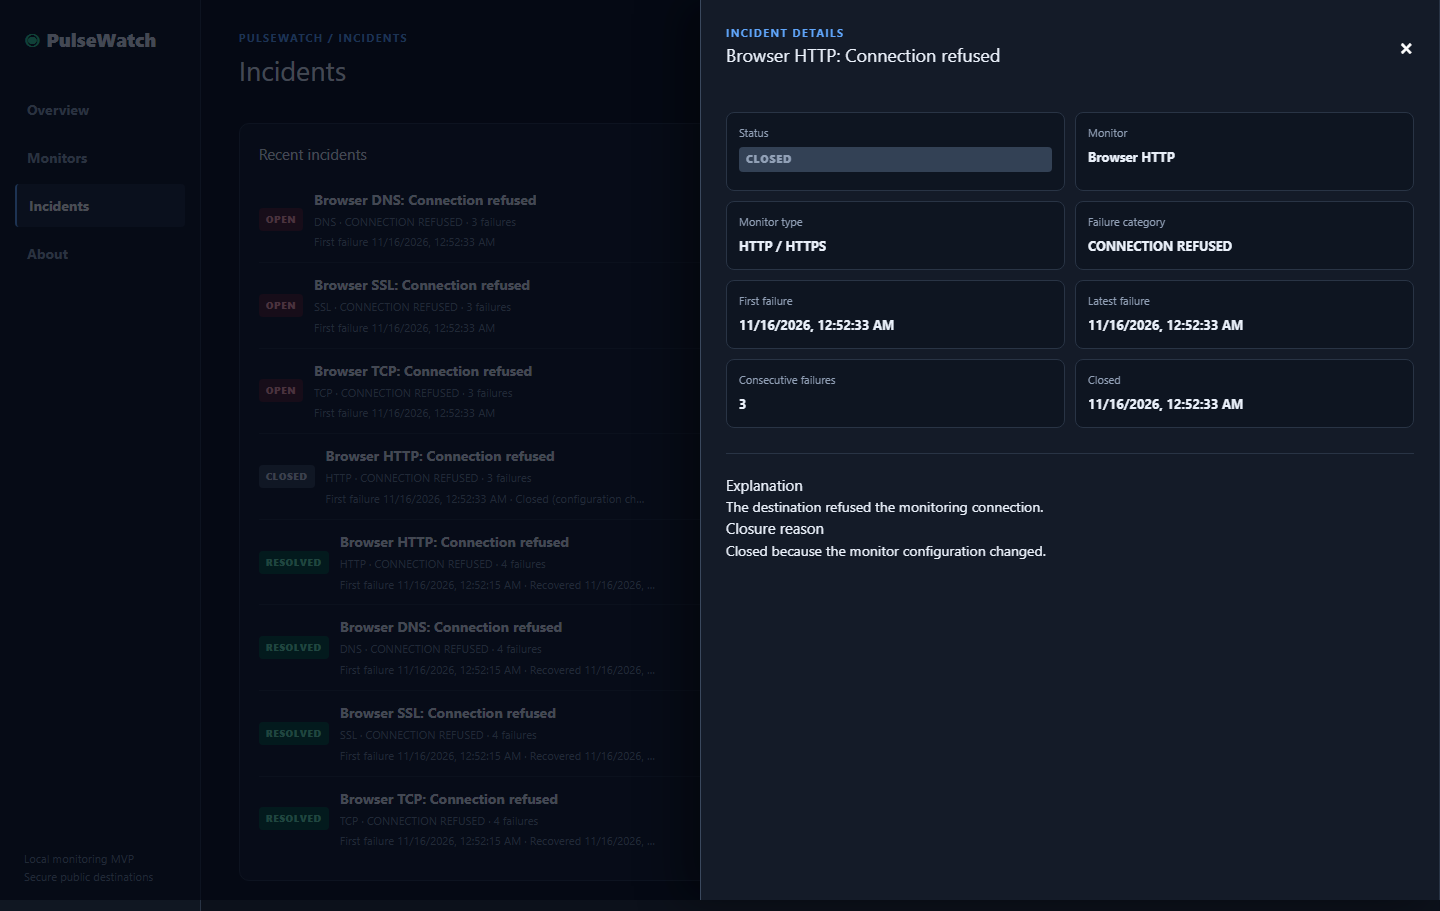 PulseWatch
Overview
Monitors
Incidents
About
Local monitoring MVP
Secure public destinations
PULSEWATCH / INCIDENTS
Incidents
Recent incidents
OPEN
Browser DNS: Connection refused
DNS · CONNECTION REFUSED · 3 failures
First failure 11/16/2026, 12:52:33 AM
OPEN
Browser SSL: Connection refused
SSL · CONNECTION REFUSED · 3 failures
First failure 11/16/2026, 12:52:33 AM
OPEN
Browser TCP: Connection refused
TCP · CONNECTION REFUSED · 3 failures
First failure 11/16/2026, 12:52:33 AM
CLOSED
Browser HTTP: Connection refused
HTTP · CONNECTION REFUSED · 3 failures
First failure 11/16/2026, 12:52:33 AM · Closed (configuration ch...
RESOLVED
Browser HTTP: Connection refused
HTTP · CONNECTION REFUSED · 4 failures
First failure 11/16/2026, 12:52:15 AM · Recovered 11/16/2026, ...
RESOLVED
Browser DNS: Connection refused
DNS · CONNECTION REFUSED · 4 failures
First failure 11/16/2026, 12:52:15 AM · Recovered 11/16/2026, ...
RESOLVED
Browser SSL: Connection refused
SSL · CONNECTION REFUSED · 4 failures
First failure 11/16/2026, 12:52:15 AM · Recovered 11/16/2026, ...
RESOLVED
Browser TCP: Connection refused
TCP · CONNECTION REFUSED · 4 failures
First failure 11/16/2026, 12:52:15 AM · Recovered 11/16/2026, ...
INCIDENT DETAILS
Browser HTTP: Connection refused
Status
CLOSED
Monitor
Browser HTTP
Monitor type
HTTP / HTTPS
Failure category
CONNECTION REFUSED
First failure
11/16/2026, 12:52:33 AM
Latest failure
11/16/2026, 12:52:33 AM
Consecutive failures
3
Closed
11/16/2026, 12:52:33 AM
Explanation
The destination refused the monitoring connection.
Closure reason
Closed because the monitor configuration changed.